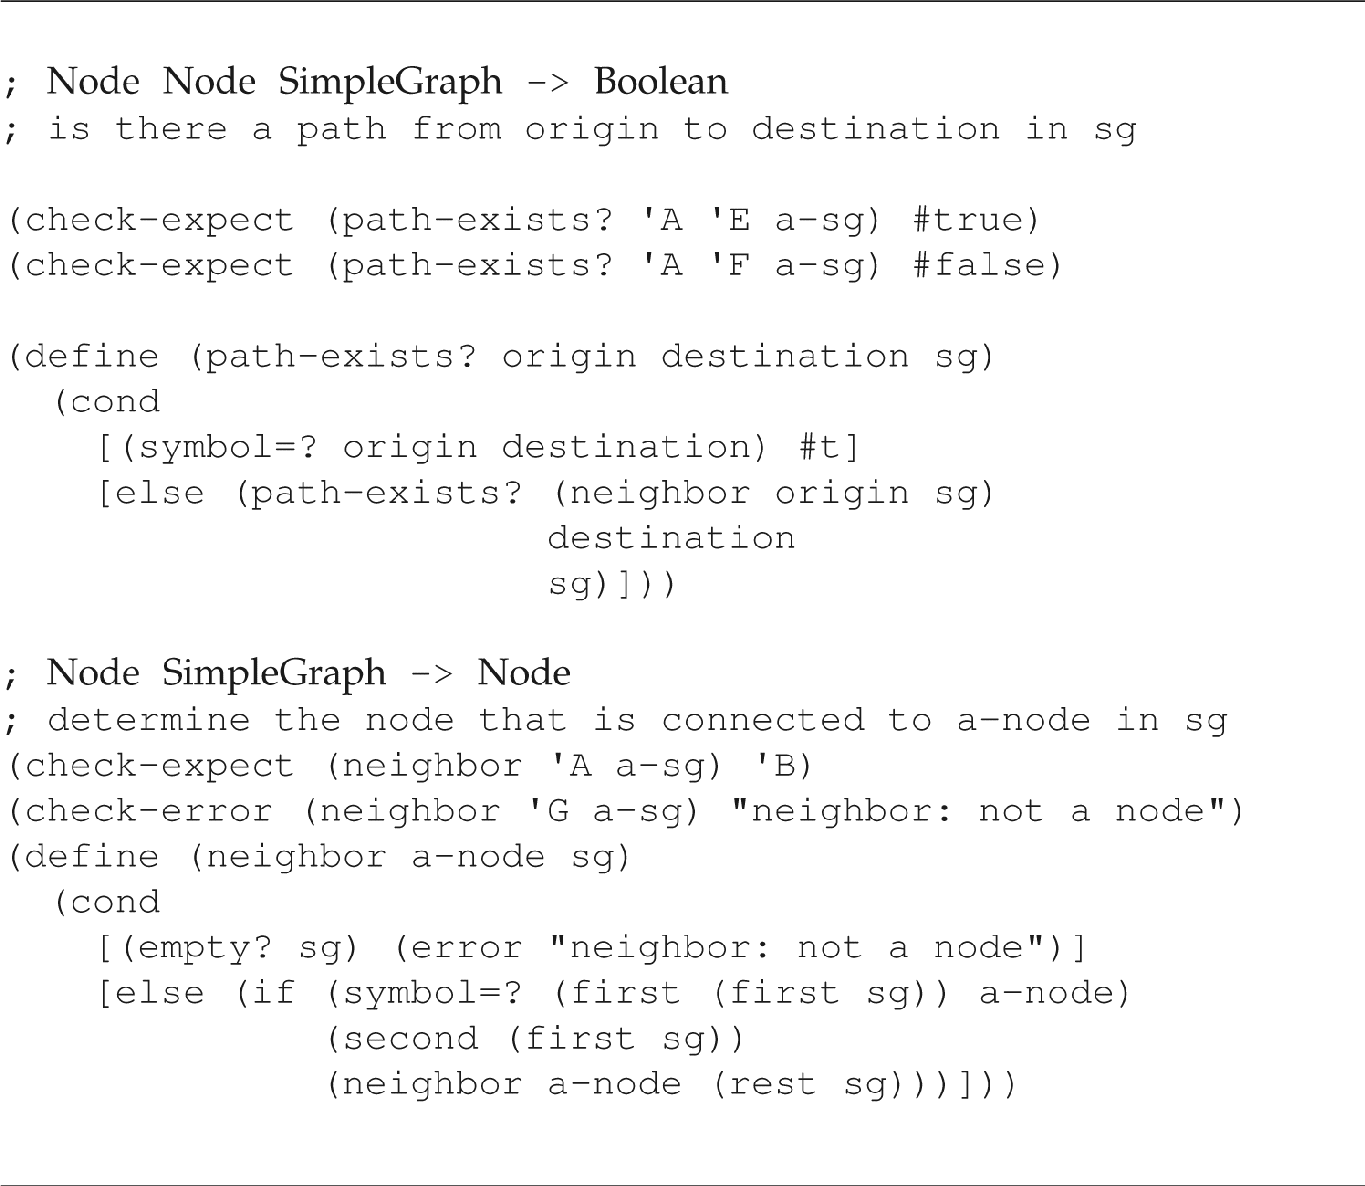 ; Node Node SimpleGraph -> Boolean
; is there a path from origin to destination in sg
(check-expect (path-exists? 'A 'E a-sg) #true)
(check-expect (path-exists? 'A 'F a-sg) #false)
(define (path-exists? origin destination sg)
  (cond
    [(symbol=? origin destination) #t]
    [else (path-exists? (neighbor origin sg)
                        destination
                        sg)]))
; Node SimpleGraph -> Node
; determine the node that is connected to a-node in sg
(check-expect (neighbor 'A a-sg) 'B)
(check-error (neighbor 'G a-sg) "neighbor: not a node")
(define (neighbor a-node sg)
  (cond
    [(empty? sg) (error "neighbor: not a node")]
    [else (if (symbol=? (first (first sg)) a-node)
              (second (first sg))
              (neighbor a-node (rest sg)))]))